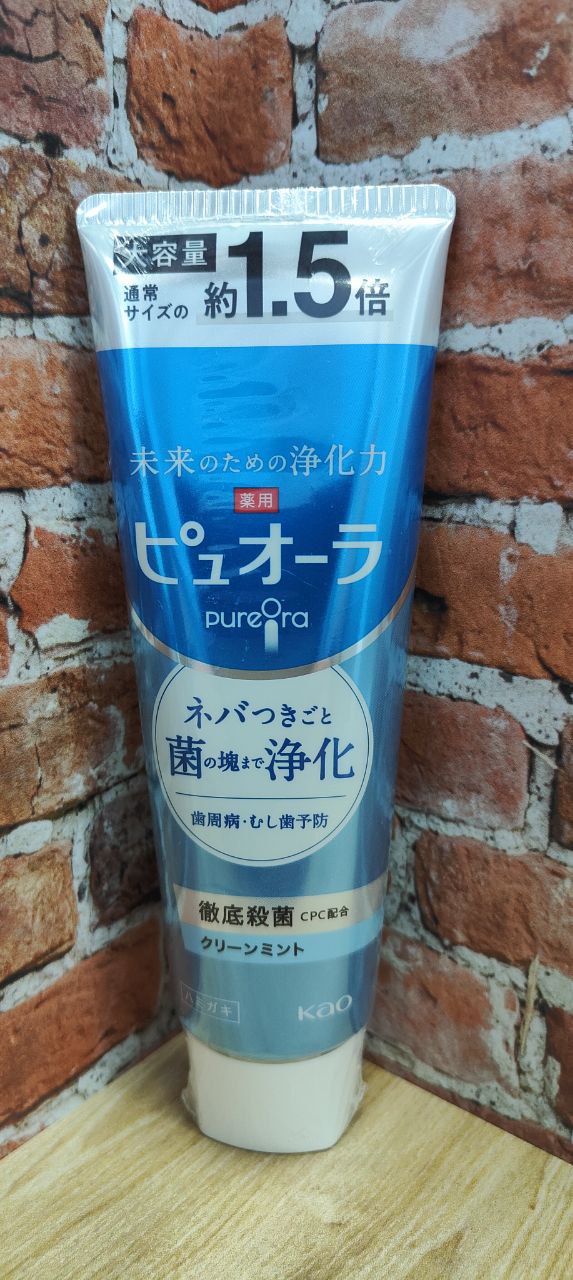 大容量
通常
サイズの
約1.5倍
未来のための浄化力
薬用
ピュオーラ
pureOra
ネバつきごと
菌の塊まで浄化
歯周病・むし歯予防
徹底殺菌 CPC配合
クリーンミント
ハミガキ
Kao